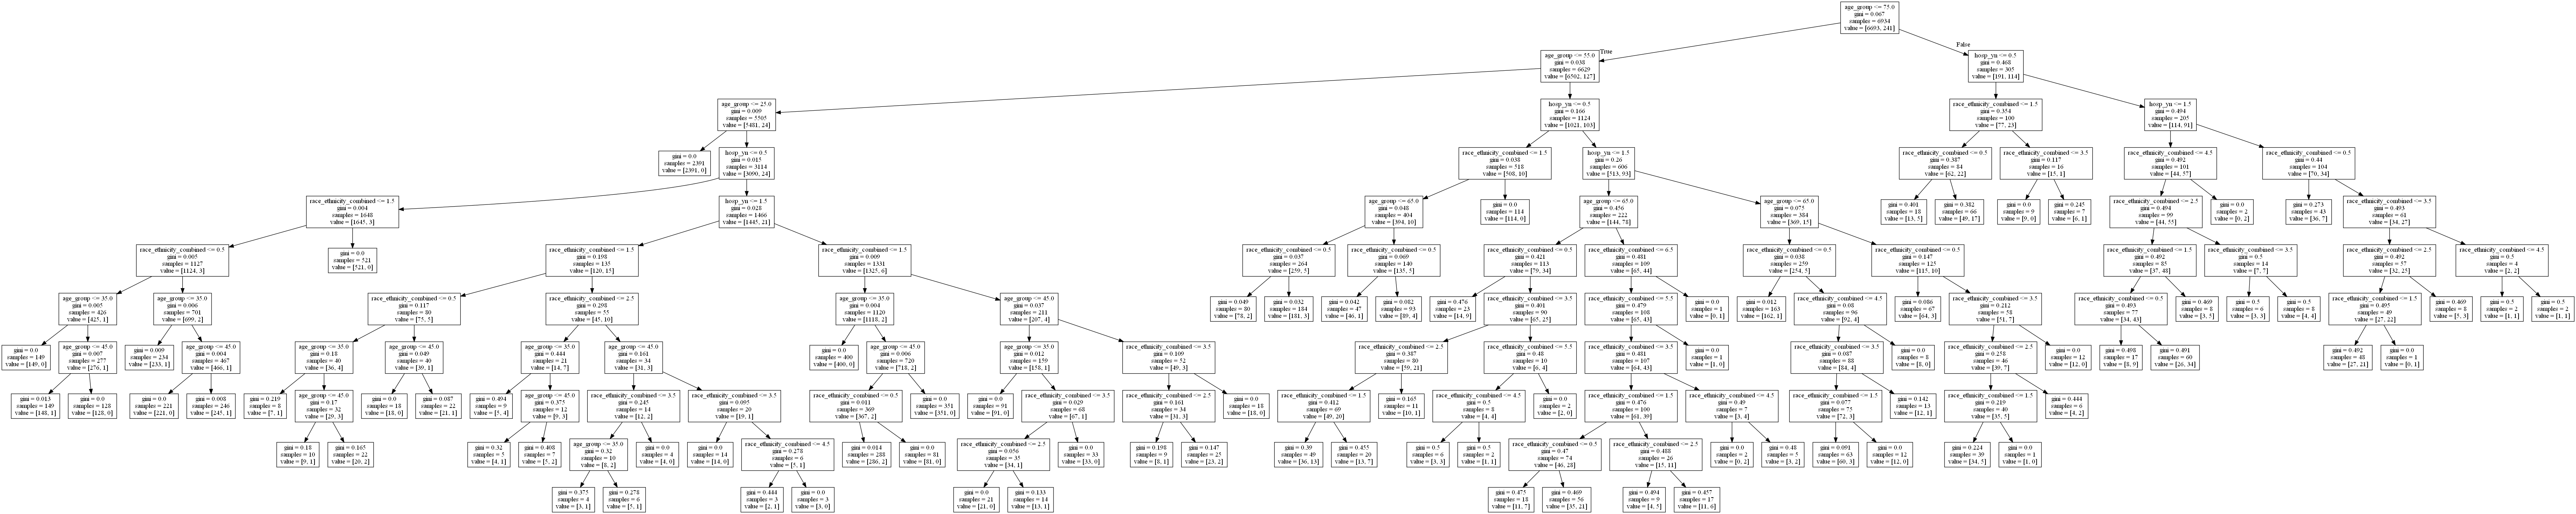 age_group <= 75.0
gini = 0.067
samples = 6934
value = [6693, 241]
True
False
age_group <= 55.0
gini = 0.038
samples = 6629
value = [6502, 127]
hosp_yn <= 0.5
gini = 0.468
samples = 305
value = [191, 114]
age_group <= 25.0
gini = 0.009
samples = 5505
value = [5481, 24]
hosp_yn <= 0.5
gini = 0.166
samples = 1124
value = [1021, 103]
race_ethnicity_combined <= 1.5
gini = 0.354
samples = 100
value = [77, 23]
hosp_yn <= 1.5
gini = 0.494
samples = 205
value = [114, 91]
gini = 0.0
samples = 2391
value = [2391, 0]
hosp_yn <= 0.5
gini = 0.015
samples = 3114
value = [3090, 24]
race_ethnicity_combined <= 1.5
gini = 0.038
samples = 518
value = [508, 10]
hosp_yn <= 1.5
gini = 0.26
samples = 606
value = [513, 93]
race_ethnicity_combined <= 0.5
gini = 0.387
samples = 84
value = [62, 22]
race_ethnicity_combined <= 3.5
gini = 0.117
samples = 16
value = [15, 1]
race_ethnicity_combined <= 4.5
gini = 0.492
samples = 101
value = [44, 57]
race_ethnicity_combined <= 0.5
gini = 0.44
samples = 104
value = [70, 34]
race_ethnicity_combined <= 1.5
gini = 0.004
samples = 1648
value = [1645, 3]
hosp_yn <= 1.5
gini = 0.028
samples = 1466
value = [1445, 21]
age_group <= 65.0
gini = 0.048
samples = 404
value = [394, 10]
gini = 0.0
samples = 114
value = [114, 0]
age_group <= 65.0
gini = 0.456
samples = 222
value = [144, 78]
age_group <= 65.0
gini = 0.075
samples = 384
value = [369, 15]
gini = 0.401
samples = 18
value = [13, 5]
gini = 0.382
samples = 66
value = [49, 17]
gini = 0.0
samples = 9
value = [9, 0]
gini = 0.245
samples = 7
value = [6, 1]
race_ethnicity_combined <= 2.5
gini = 0.494
samples = 99
value = [44, 55]
gini = 0.0
samples = 2
value = [0, 2]
gini = 0.273
samples = 43
value = [36, 7]
race_ethnicity_combined <= 3.5
gini = 0.493
samples = 61
value = [34, 27]
race_ethnicity_combined <= 0.5
gini = 0.005
samples = 1127
value = [1124, 3]
gini = 0.0
samples = 521
value = [521, 0]
race_ethnicity_combined <= 1.5
gini = 0.198
samples = 135
value = [120, 15]
race_ethnicity_combined <= 1.5
gini = 0.009
samples = 1331
value = [1325, 6]
race_ethnicity_combined <= 0.5
gini = 0.037
samples = 264
value = [259, 5]
race_ethnicity_combined <= 0.5
gini = 0.069
samples = 140
value = [135, 5]
race_ethnicity_combined <= 0.5
gini = 0.421
samples = 113
value = [79, 34]
race_ethnicity_combined <= 6.5
gini = 0.481
samples = 109
value = [65, 44]
race_ethnicity_combined <= 0.5
gini = 0.038
samples = 259
value = [254, 5]
race_ethnicity_combined <= 0.5
gini = 0.147
samples = 125
value = [115, 10]
race_ethnicity_combined <= 1.5
gini = 0.492
samples = 85
value = [37, 48]
race_ethnicity_combined <= 3.5
gini = 0.5
samples = 14
value = [7, 7]
race_ethnicity_combined <= 2.5
gini = 0.492
samples = 57
value = [32, 25]
race_ethnicity_combined <= 4.5
gini = 0.5
samples = 4
value = [2, 2]
age_group <= 35.0
gini = 0.005
samples = 426
value = [425, 1]
age_group <= 35.0
gini = 0.006
samples = 701
value = [699, 2]
race_ethnicity_combined <= 0.5
gini = 0.117
samples = 80
value = [75, 5]
race_ethnicity_combined <= 2.5
gini = 0.298
samples = 55
value = [45, 10]
age_group <= 35.0
gini = 0.004
samples = 1120
value = [1118, 2]
age_group <= 45.0
gini = 0.037
samples = 211
value = [207, 4]
gini = 0.049
samples = 80
value = [78, 2]
gini = 0.032
samples = 184
value = [181, 3]
gini = 0.042
samples = 47
value = [46, 1]
gini = 0.082
samples = 93
value = [89, 4]
gini = 0.476
samples = 23
value = [14, 9]
race_ethnicity_combined <= 3.5
gini = 0.401
samples = 90
value = [65, 25]
race_ethnicity_combined <= 5.5
gini = 0.479
samples = 108
value = [65, 43]
gini = 0.0
samples = 1
value = [0, 1]
gini = 0.012
samples = 163
value = [162, 1]
race_ethnicity_combined <= 4.5
gini = 0.08
samples = 96
value = [92, 4]
gini = 0.086
samples = 67
value = [64, 3]
race_ethnicity_combined <= 3.5
gini = 0.212
samples = 58
value = [51, 7]
race_ethnicity_combined <= 0.5
gini = 0.493
samples = 77
value = [34, 43]
gini = 0.469
samples = 8
value = [3, 5]
gini = 0.5
samples = 6
value = [3, 3]
gini = 0.5
samples = 8
value = [4, 4]
race_ethnicity_combined <= 1.5
gini = 0.495
samples = 49
value = [27, 22]
gini = 0.469
samples = 8
value = [5, 3]
gini = 0.5
samples = 2
value = [1, 1]
gini = 0.5
samples = 2
value = [1, 1]
gini = 0.0
samples = 149
value = [149, 0]
age_group <= 45.0
gini = 0.007
samples = 277
value = [276, 1]
gini = 0.009
samples = 234
value = [233, 1]
age_group <= 45.0
gini = 0.004
samples = 467
value = [466, 1]
age_group <= 35.0
gini = 0.18
samples = 40
value = [36, 4]
age_group <= 45.0
gini = 0.049
samples = 40
value = [39, 1]
age_group <= 35.0
gini = 0.444
samples = 21
value = [14, 7]
age_group <= 45.0
gini = 0.161
samples = 34
value = [31, 3]
gini = 0.0
samples = 400
value = [400, 0]
age_group <= 45.0
gini = 0.006
samples = 720
value = [718, 2]
age_group <= 35.0
gini = 0.012
samples = 159
value = [158, 1]
race_ethnicity_combined <= 3.5
gini = 0.109
samples = 52
value = [49, 3]
race_ethnicity_combined <= 2.5
gini = 0.387
samples = 80
value = [59, 21]
race_ethnicity_combined <= 5.5
gini = 0.48
samples = 10
value = [6, 4]
race_ethnicity_combined <= 3.5
gini = 0.481
samples = 107
value = [64, 43]
gini = 0.0
samples = 1
value = [1, 0]
race_ethnicity_combined <= 3.5
gini = 0.087
samples = 88
value = [84, 4]
gini = 0.0
samples = 8
value = [8, 0]
race_ethnicity_combined <= 2.5
gini = 0.258
samples = 46
value = [39, 7]
gini = 0.0
samples = 12
value = [12, 0]
gini = 0.498
samples = 17
value = [8, 9]
gini = 0.491
samples = 60
value = [26, 34]
gini = 0.492
samples = 48
value = [27, 21]
gini = 0.0
samples = 1
value = [0, 1]
gini = 0.013
samples = 149
value = [148, 1]
gini = 0.0
samples = 128
value = [128, 0]
gini = 0.0
samples = 221
value = [221, 0]
gini = 0.008
samples = 246
value = [245, 1]
gini = 0.219
samples = 8
value = [7, 1]
age_group <= 45.0
gini = 0.17
samples = 32
value = [29, 3]
gini = 0.0
samples = 18
value = [18, 0]
gini = 0.087
samples = 22
value = [21, 1]
gini = 0.494
samples = 9
value = [5, 4]
age_group <= 45.0
gini = 0.375
samples = 12
value = [9, 3]
race_ethnicity_combined <= 3.5
gini = 0.245
samples = 14
value = [12, 2]
race_ethnicity_combined <= 3.5
gini = 0.095
samples = 20
value = [19, 1]
race_ethnicity_combined <= 0.5
gini = 0.011
samples = 369
value = [367, 2]
gini = 0.0
samples = 351
value = [351, 0]
gini = 0.0
samples = 91
value = [91, 0]
race_ethnicity_combined <= 3.5
gini = 0.029
samples = 68
value = [67, 1]
race_ethnicity_combined <= 2.5
gini = 0.161
samples = 34
value = [31, 3]
gini = 0.0
samples = 18
value = [18, 0]
race_ethnicity_combined <= 1.5
gini = 0.412
samples = 69
value = [49, 20]
gini = 0.165
samples = 11
value = [10, 1]
race_ethnicity_combined <= 4.5
gini = 0.5
samples = 8
value = [4, 4]
gini = 0.0
samples = 2
value = [2, 0]
race_ethnicity_combined <= 1.5
gini = 0.476
samples = 100
value = [61, 39]
race_ethnicity_combined <= 4.5
gini = 0.49
samples = 7
value = [3, 4]
race_ethnicity_combined <= 1.5
gini = 0.077
samples = 75
value = [72, 3]
gini = 0.142
samples = 13
value = [12, 1]
race_ethnicity_combined <= 1.5
gini = 0.219
samples = 40
value = [35, 5]
gini = 0.444
samples = 6
value = [4, 2]
gini = 0.18
samples = 10
value = [9, 1]
gini = 0.165
samples = 22
value = [20, 2]
gini = 0.32
samples = 5
value = [4, 1]
gini = 0.408
samples = 7
value = [5, 2]
age_group <= 35.0
gini = 0.32
samples = 10
value = [8, 2]
gini = 0.0
samples = 4
value = [4, 0]
gini = 0.0
samples = 14
value = [14, 0]
race_ethnicity_combined <= 4.5
gini = 0.278
samples = 6
value = [5, 1]
gini = 0.014
samples = 288
value = [286, 2]
gini = 0.0
samples = 81
value = [81, 0]
race_ethnicity_combined <= 2.5
gini = 0.056
samples = 35
value = [34, 1]
gini = 0.0
samples = 33
value = [33, 0]
gini = 0.198
samples = 9
value = [8, 1]
gini = 0.147
samples = 25
value = [23, 2]
gini = 0.39
samples = 49
value = [36, 13]
gini = 0.455
samples = 20
value = [13, 7]
gini = 0.5
samples = 6
value = [3, 3]
gini = 0.5
samples = 2
value = [1, 1]
race_ethnicity_combined <= 0.5
gini = 0.47
samples = 74
value = [46, 28]
race_ethnicity_combined <= 2.5
gini = 0.488
samples = 26
value = [15, 11]
gini = 0.0
samples = 2
value = [0, 2]
gini = 0.48
samples = 5
value = [3, 2]
gini = 0.091
samples = 63
value = [60, 3]
gini = 0.0
samples = 12
value = [12, 0]
gini = 0.224
samples = 39
value = [34, 5]
gini = 0.0
samples = 1
value = [1, 0]
gini = 0.375
samples = 4
value = [3, 1]
gini = 0.278
samples = 6
value = [5, 1]
gini = 0.444
samples = 3
value = [2, 1]
gini = 0.0
samples = 3
value = [3, 0]
gini = 0.0
samples = 21
value = [21, 0]
gini = 0.133
samples = 14
value = [13, 1]
gini = 0.475
samples = 18
value = [11, 7]
gini = 0.469
samples = 56
value = [35, 21]
gini = 0.494
samples = 9
value = [4, 5]
gini = 0.457
samples = 17
value = [11, 6]